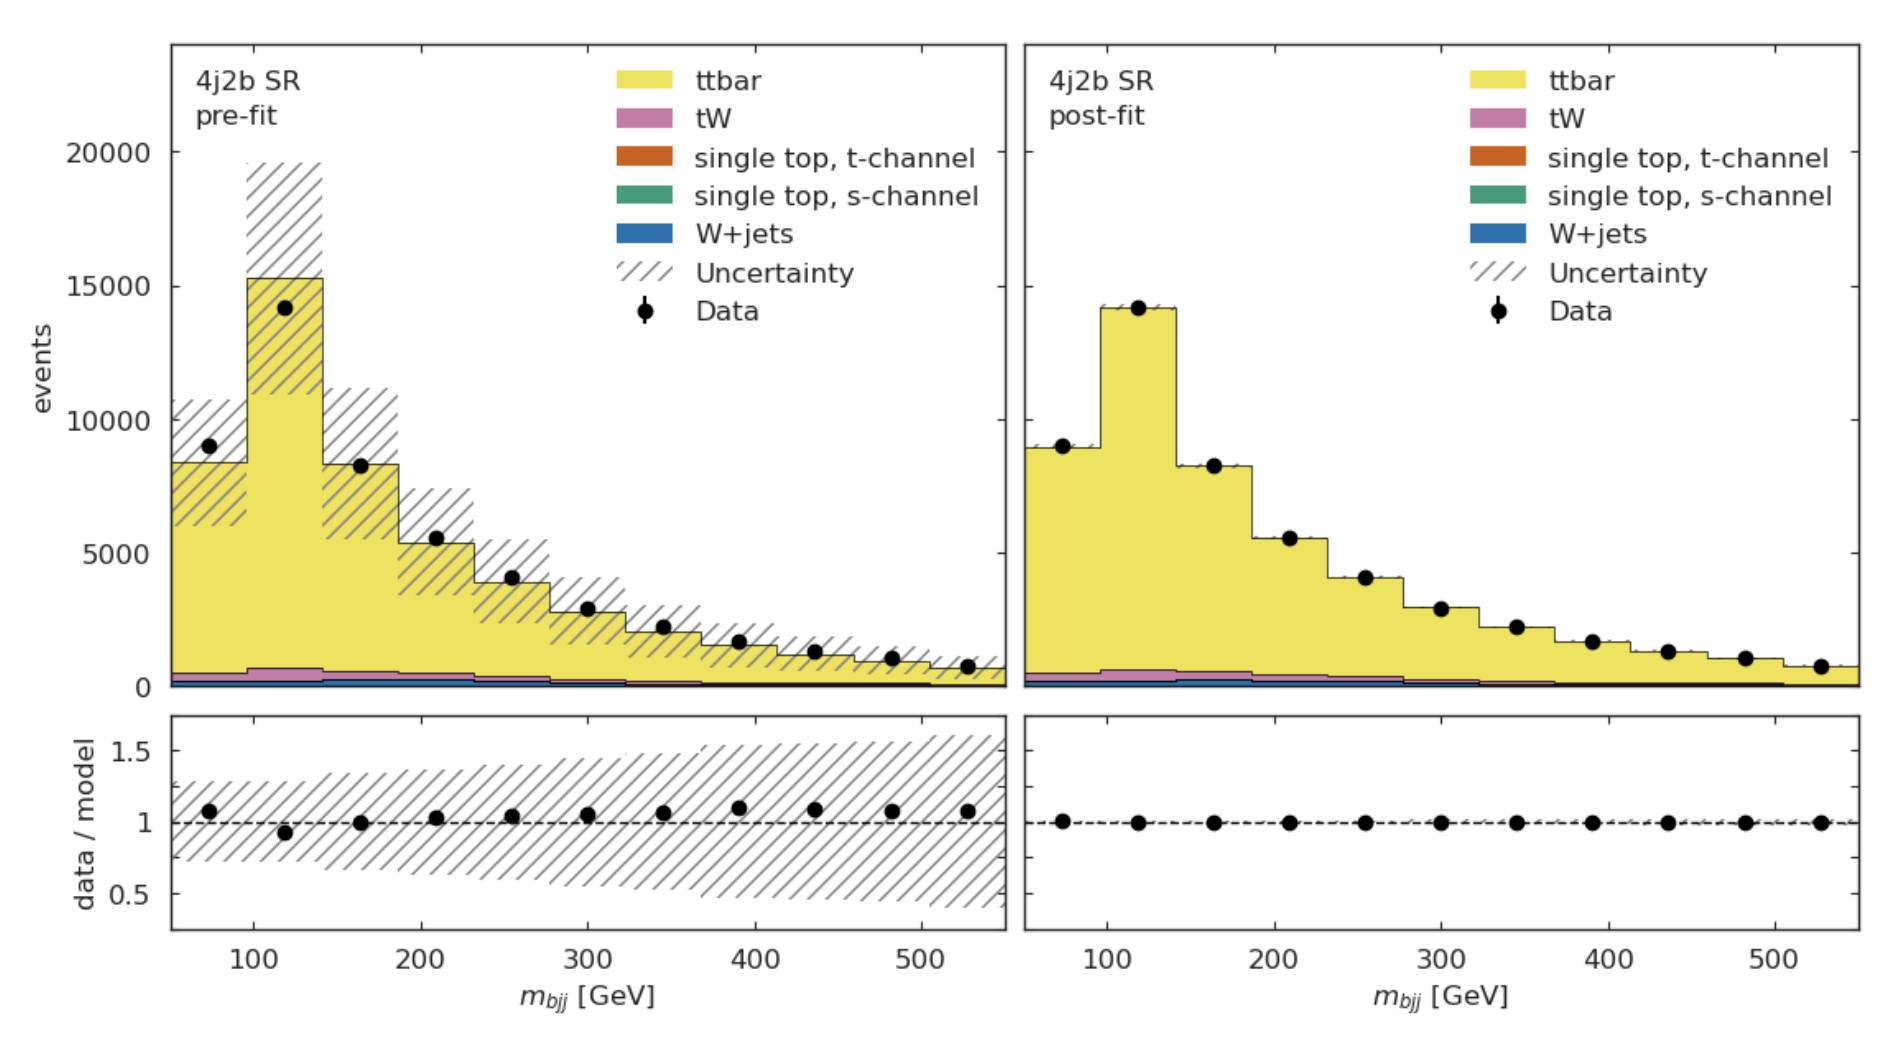 4j2b SR
pre-fit
ttbar
tW
single top, t-channel
single top, s-channel
W+jets
Uncertainty
Data
20000
15000
10000
5000
0
events
1.5
1
0.5
data / model
100 200 300 400 500
m_bjj [GeV]
4j2b SR
post-fit
ttbar
tW
single top, t-channel
single top, s-channel
W+jets
Uncertainty
Data
100 200 300 400 500
m_bjj [GeV]